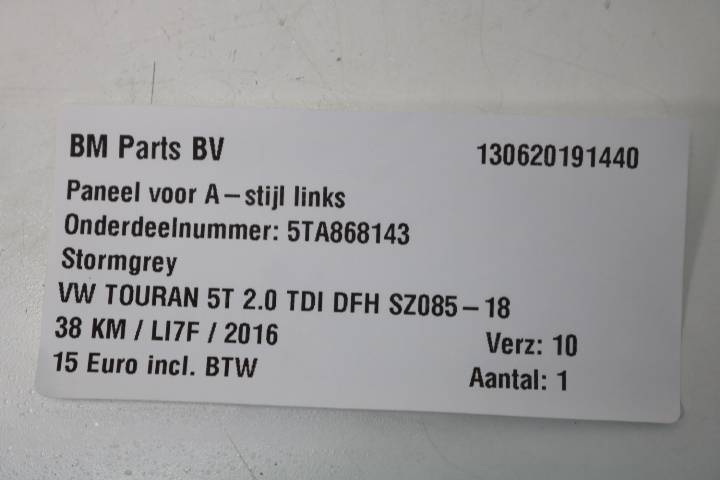 BM Parts BV 130620191440
Paneel voor A-stijl links
Onderdeelnummer: 5TA868143
Stormgrey
VW TOURAN 5T 2.0 TDI DFH SZ085-18
38 KM / LI7F / 2016 Verz: 10
15 Euro incl. BTW Aantal: 1